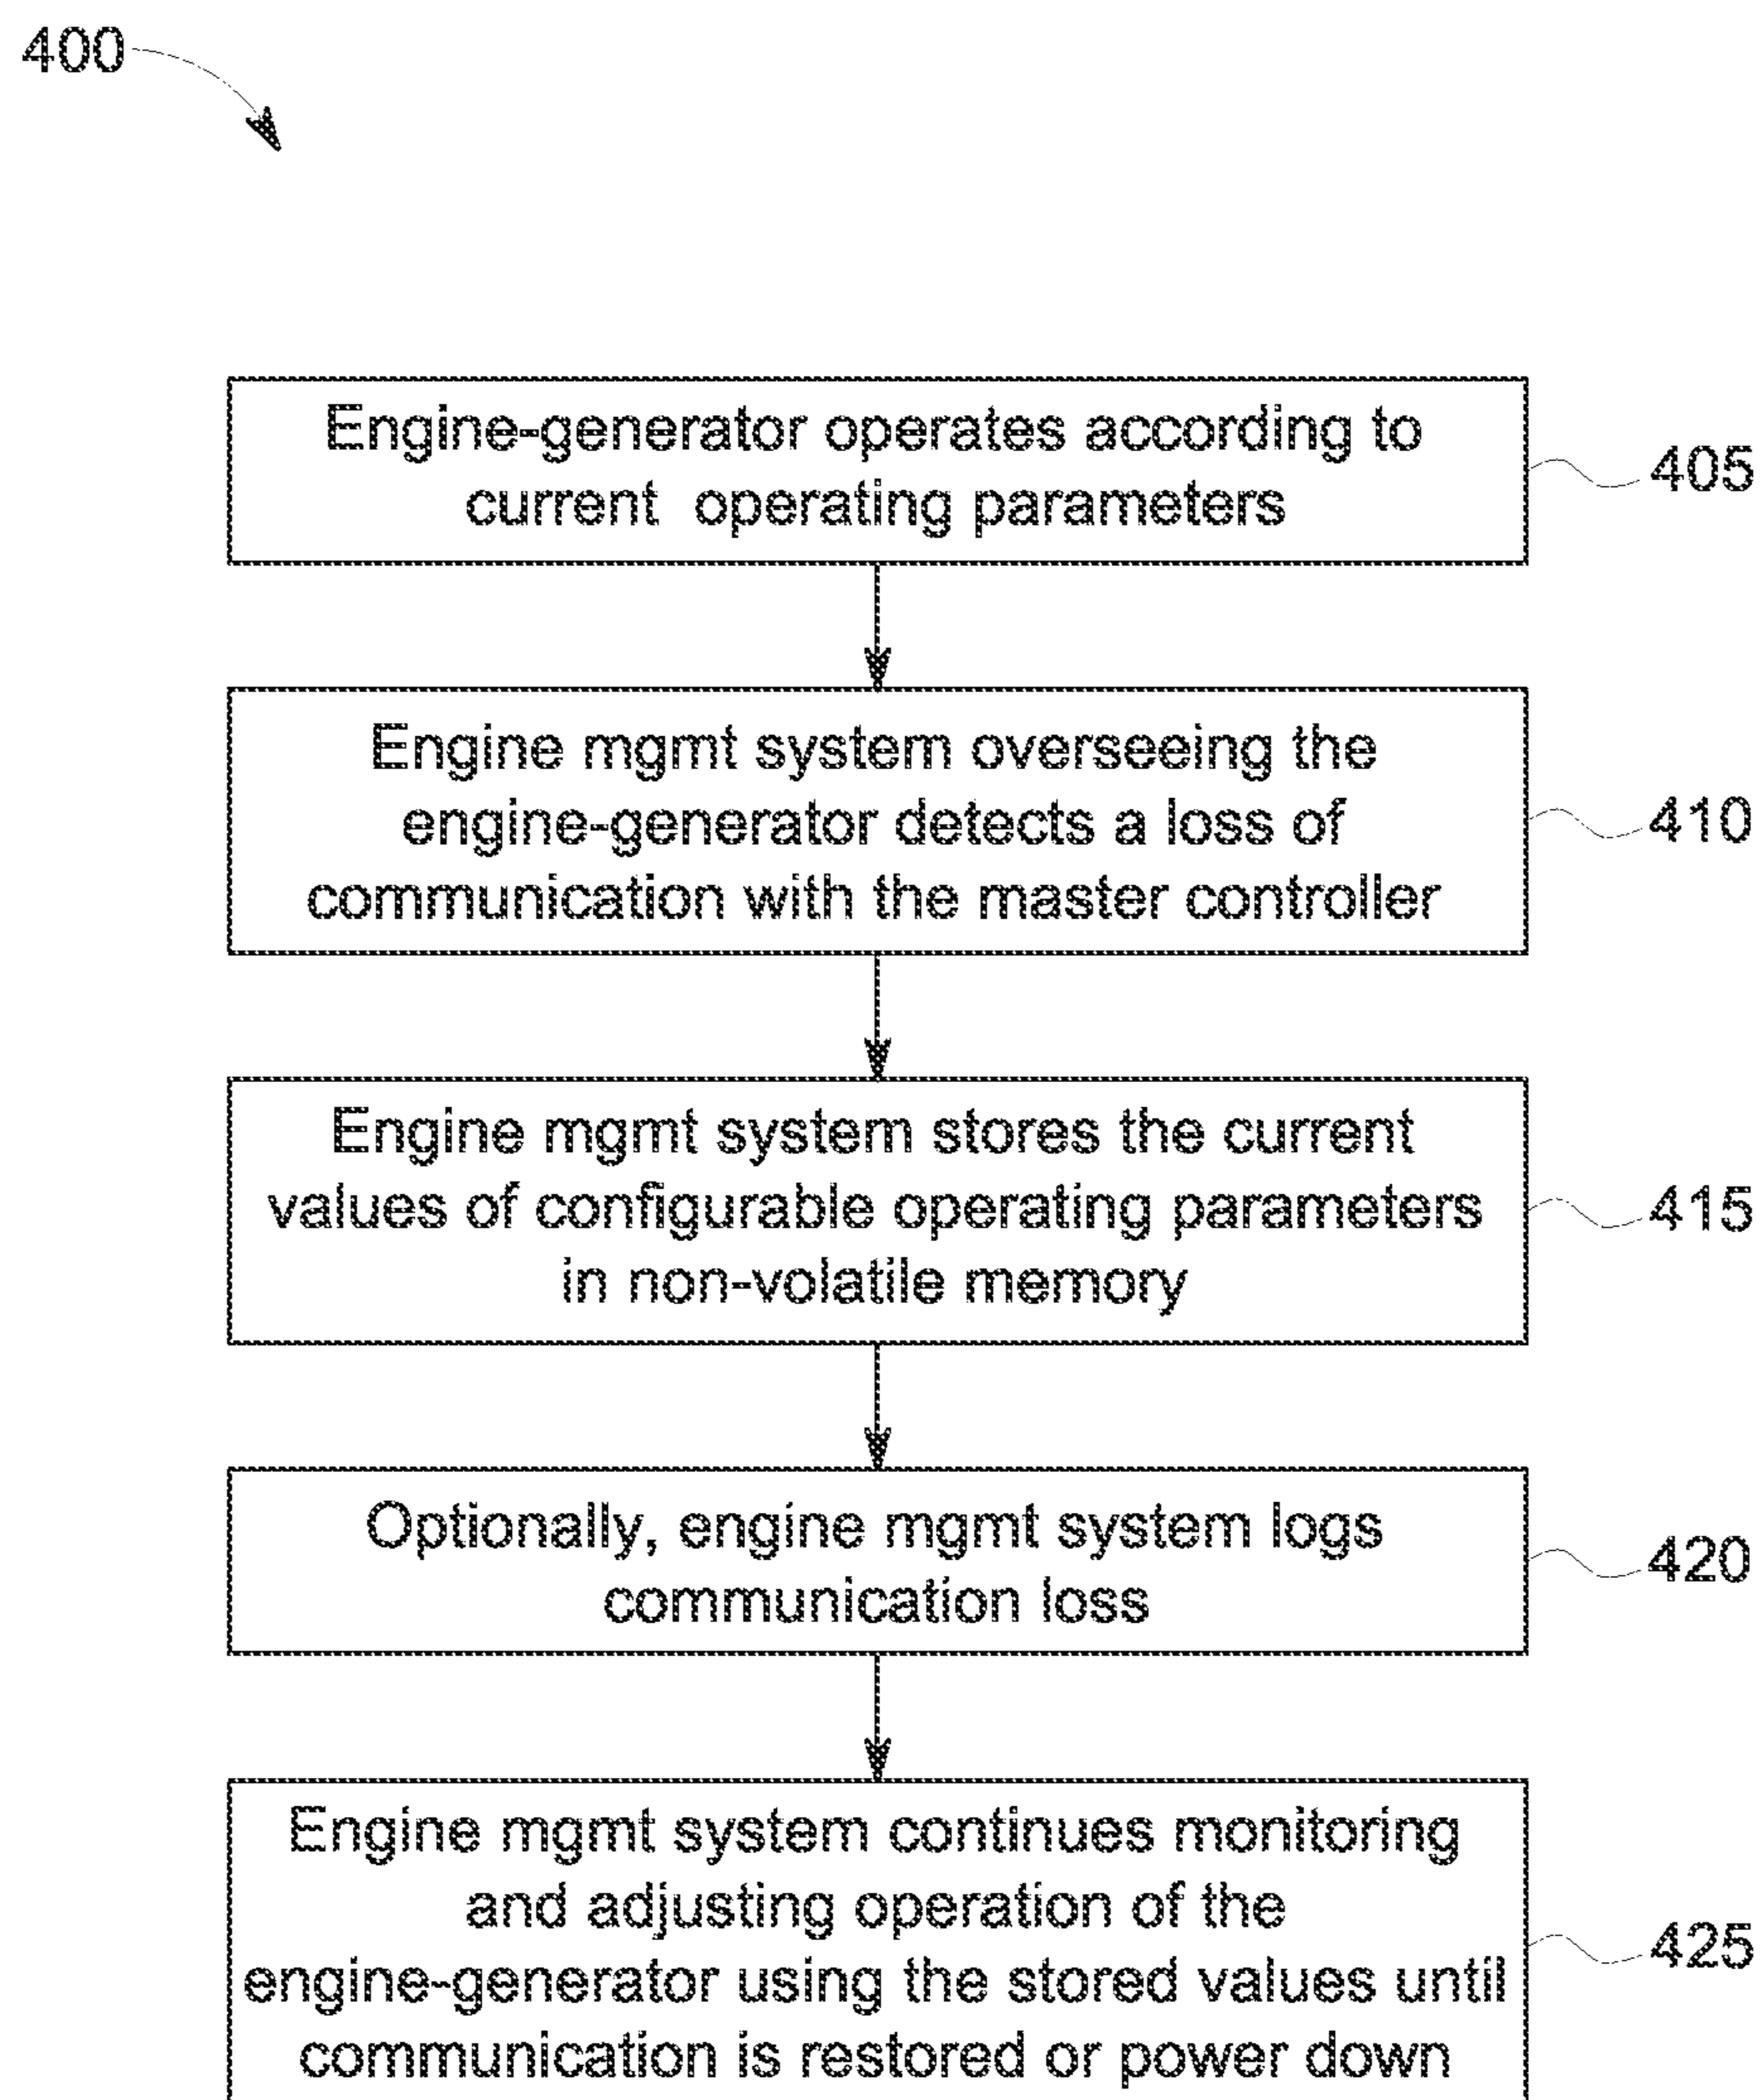 400
Engine-generator operates according to
current operating parameters
405
Engine mgmt system overseeing the
engine-generator detects a loss of
communication with the master controller
410
Engine mgmt system stores the current
values of configurable operating parameters
in non-volatile memory
415
Optionally, engine mgmt system logs
communication loss
420
Engine mgmt system continues monitoring
and adjusting operation of the
engine-generator using the stored values until
communication is restored or power down
425